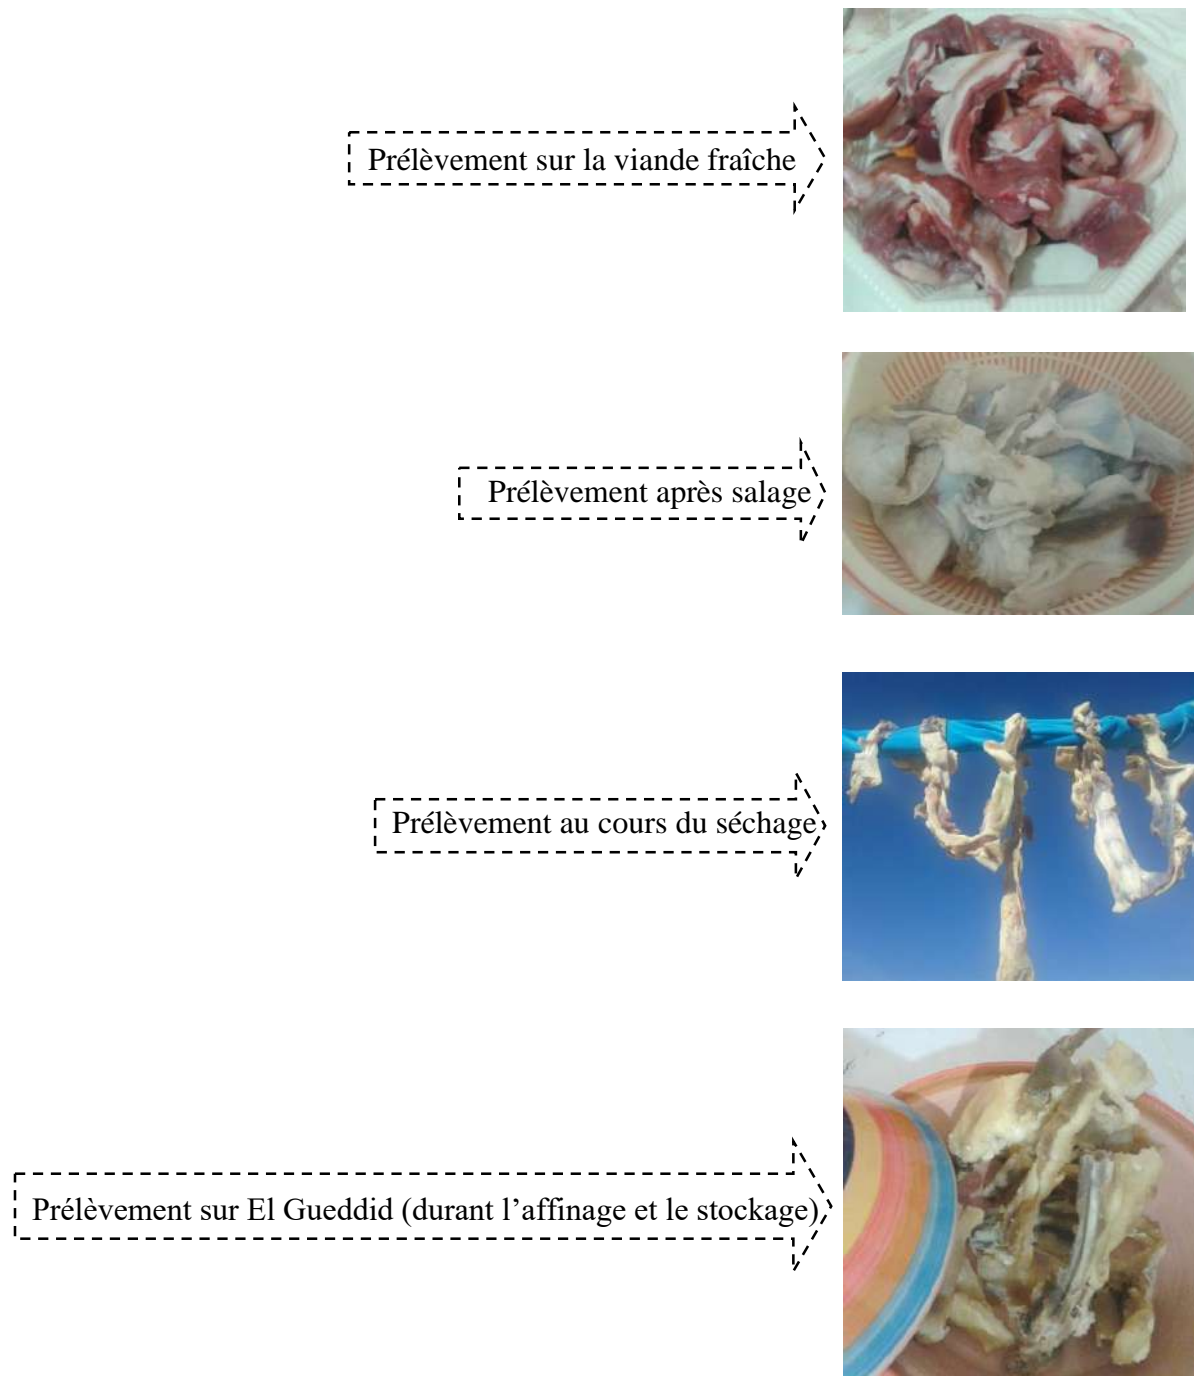 Prélèvement sur la viande fraîche
Prélèvement après salage
Prélèvement au cours du séchage
Prélèvement sur El Gueddid (durant l’affinage et le stockage)